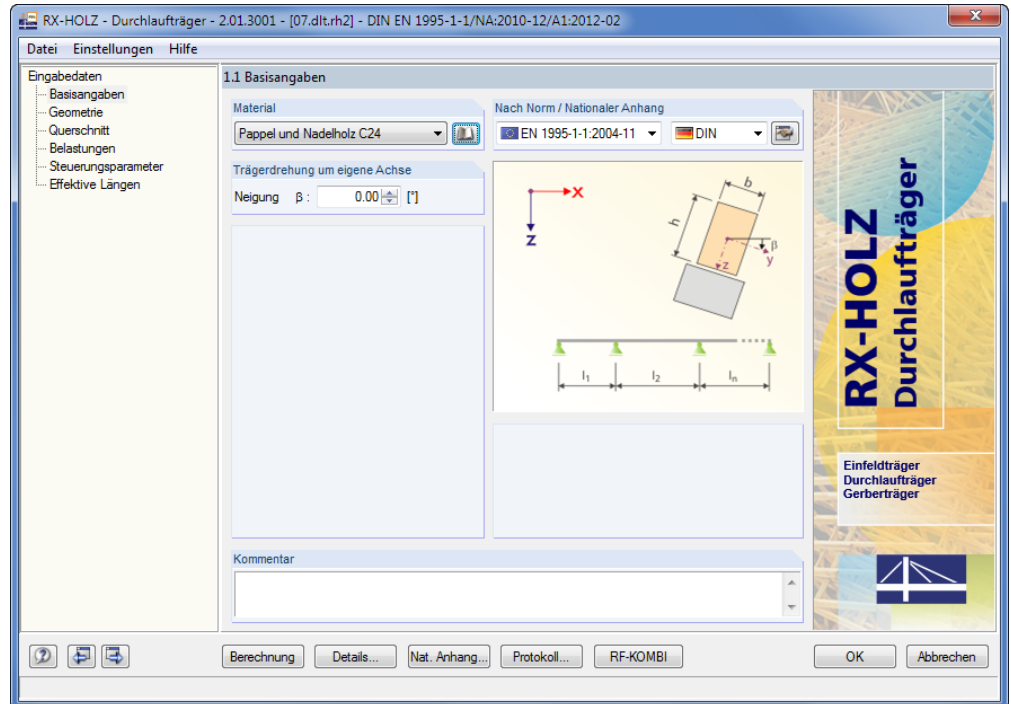 RX-HOLZ - Durchlaufträger - 2.01.3001 - [07.dlt.rh2] - DIN EN 1995-1-1/NA:2010-12/A1:2012-02
Datei Einstellungen Hilfe
Eingabedaten
Basisangaben
Geometrie
Querschnitt
Belastungen
Steuerungsparameter
Effektive Längen
1.1 Basisangaben
Material
Pappel und Nadelholz C24
Nach Norm / Nationaler Anhang
EN 1995-1-1:2004-11 DIN
Trägerdrehung um eigene Achse
Neigung β : 0.00 [°]
X
Z
b
h
β
y
z
l1 l2 ln
Kommentar
RX-HOLZ
Durchlaufträger
Einfeldträger
Durchlaufträger
Gerberträger
Berechnung Details... Nat. Anhang... Protokoll... RF-KOMBI OK Abbrechen